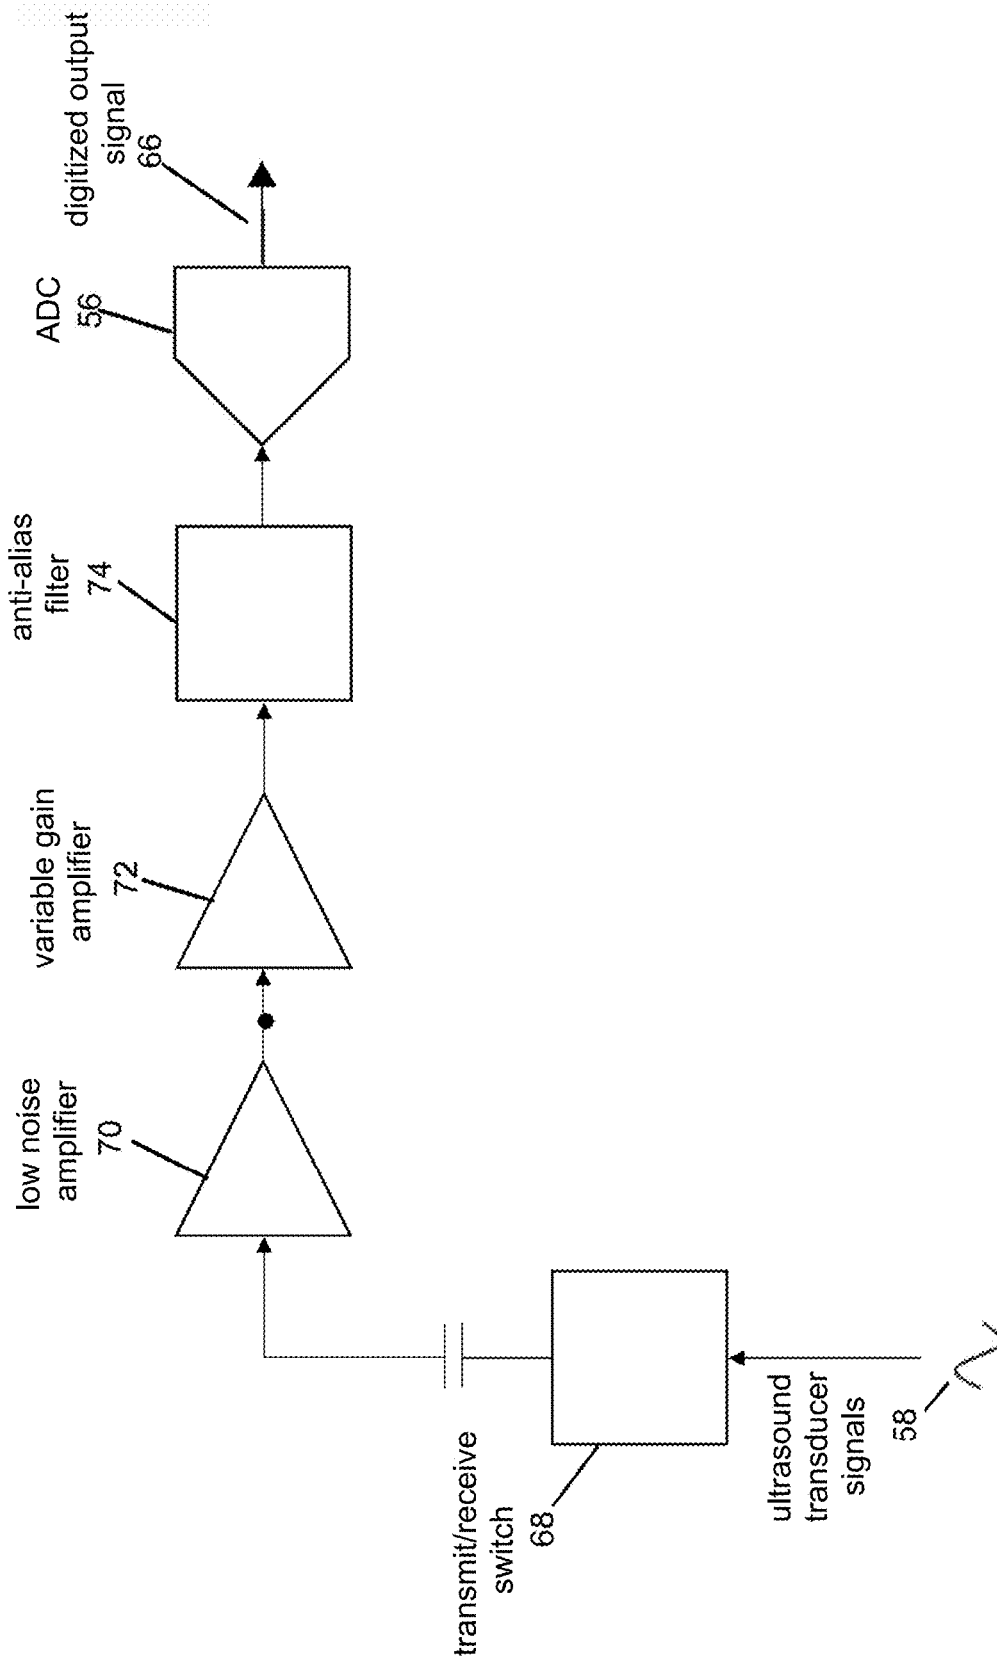 transmit/receive
switch
68
ultrasound
transducer
signals
58
low noise
amplifier
70
variable gain
amplifier
72
anti-alias
filter
74
ADC
56
digitized output
signal
66